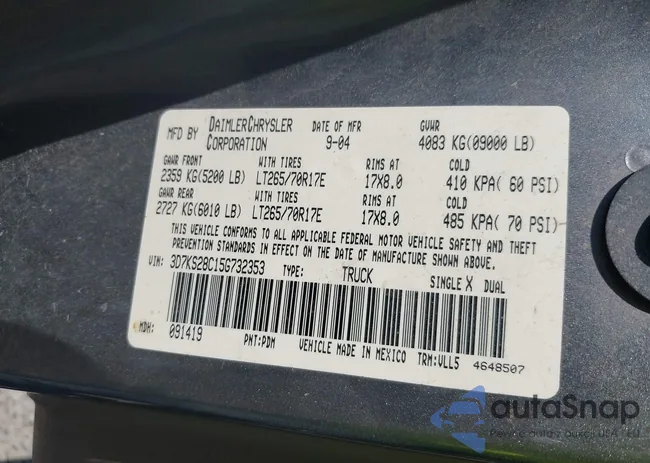 MFD BY DAIMLERCHRYSLER CORPORATION DATE OF MFR 9-04 GVWR 4083 KG(09000 LB)
GAWR FRONT WITH TIRES RIMS AT COLD
2359 KG(5200 LB) LT265/70R17E 17X8.0 410 KPA( 60 PSI)
GAWR REAR WITH TIRES RIMS AT COLD
2727 KG(6010 LB) LT265/70R17E 17X8.0 485 KPA( 70 PSI)
THIS VEHICLE CONFORMS TO ALL APPLICABLE FEDERAL MOTOR VEHICLE SAFETY AND THEFT
PREVENTION STANDARDS IN EFFECT ON THE DATE OF MANUFACTURE SHOWN ABOVE.
VIN: 3D7KS28C15G732353 TYPE: TRUCK SINGLE X DUAL
MDH: 091419 PNT:PDM VEHICLE MADE IN MEXICO TRM:VLL5 4648507
autaSnap